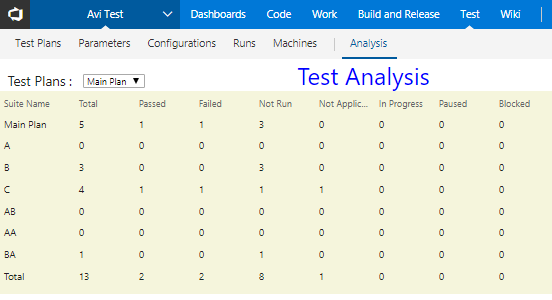 Avi Test Dashboards Code Work Build and Release Test Wiki
Test Plans Parameters Configurations Runs Machines Analysis
Test Plans : Main Plan Test Analysis
Suite Name Total Passed Failed Not Run Not Applic... In Progress Paused Blocked
Main Plan 5 1 1 3 0 0 0 0
A 0 0 0 0 0 0 0 0
B 3 0 0 3 0 0 0 0
C 4 1 1 1 1 0 0 0
AB 0 0 0 0 0 0 0 0
AA 0 0 0 0 0 0 0 0
BA 1 0 0 1 0 0 0 0
Total 13 2 2 8 1 0 0 0